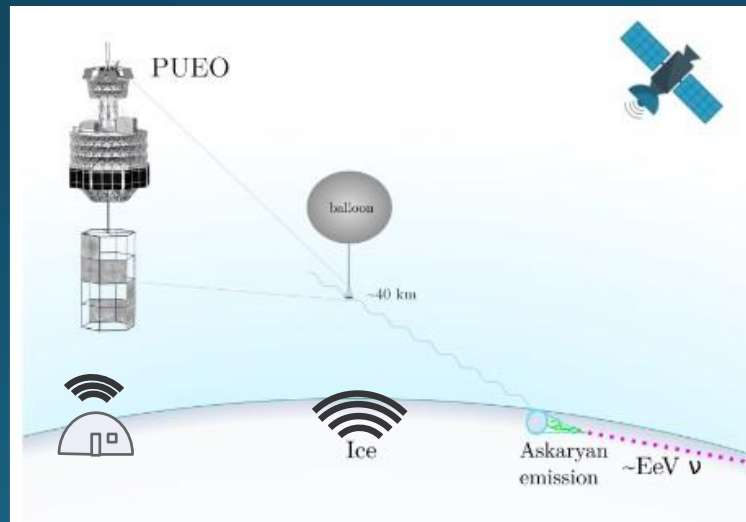 PUEO
balloon
~40 km
Ice
Askaryan
emission
~EeV ν